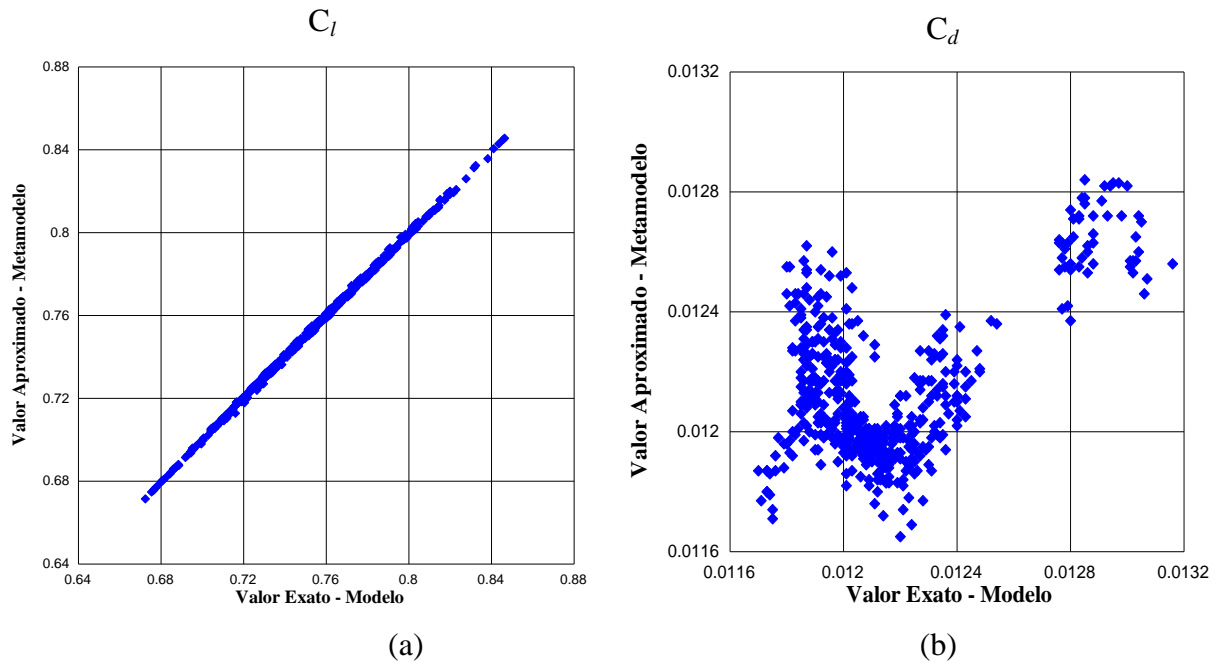 C_l
0.88
0.84
0.8
0.76
0.72
0.68
0.64
0.64 0.68 0.72 0.76 0.8 0.84 0.88
Valor Aproximado - Metamodelo
Valor Exato - Modelo
(a)
C_d
0.0132
0.0128
0.0124
0.012
0.0116
0.0116 0.012 0.0124 0.0128 0.0132
Valor Aproximado - Metamodelo
Valor Exato - Modelo
(b)